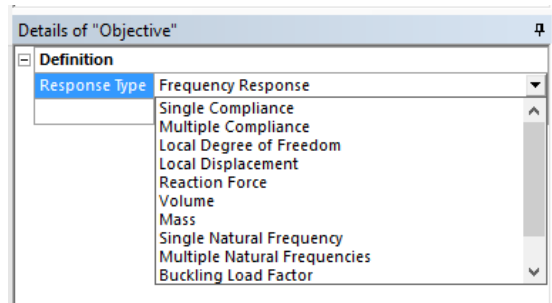 Details of "Objective"
Definition
Response Type Frequency Response
Single Compliance
Multiple Compliance
Local Degree of Freedom
Local Displacement
Reaction Force
Volume
Mass
Single Natural Frequency
Multiple Natural Frequencies
Buckling Load Factor